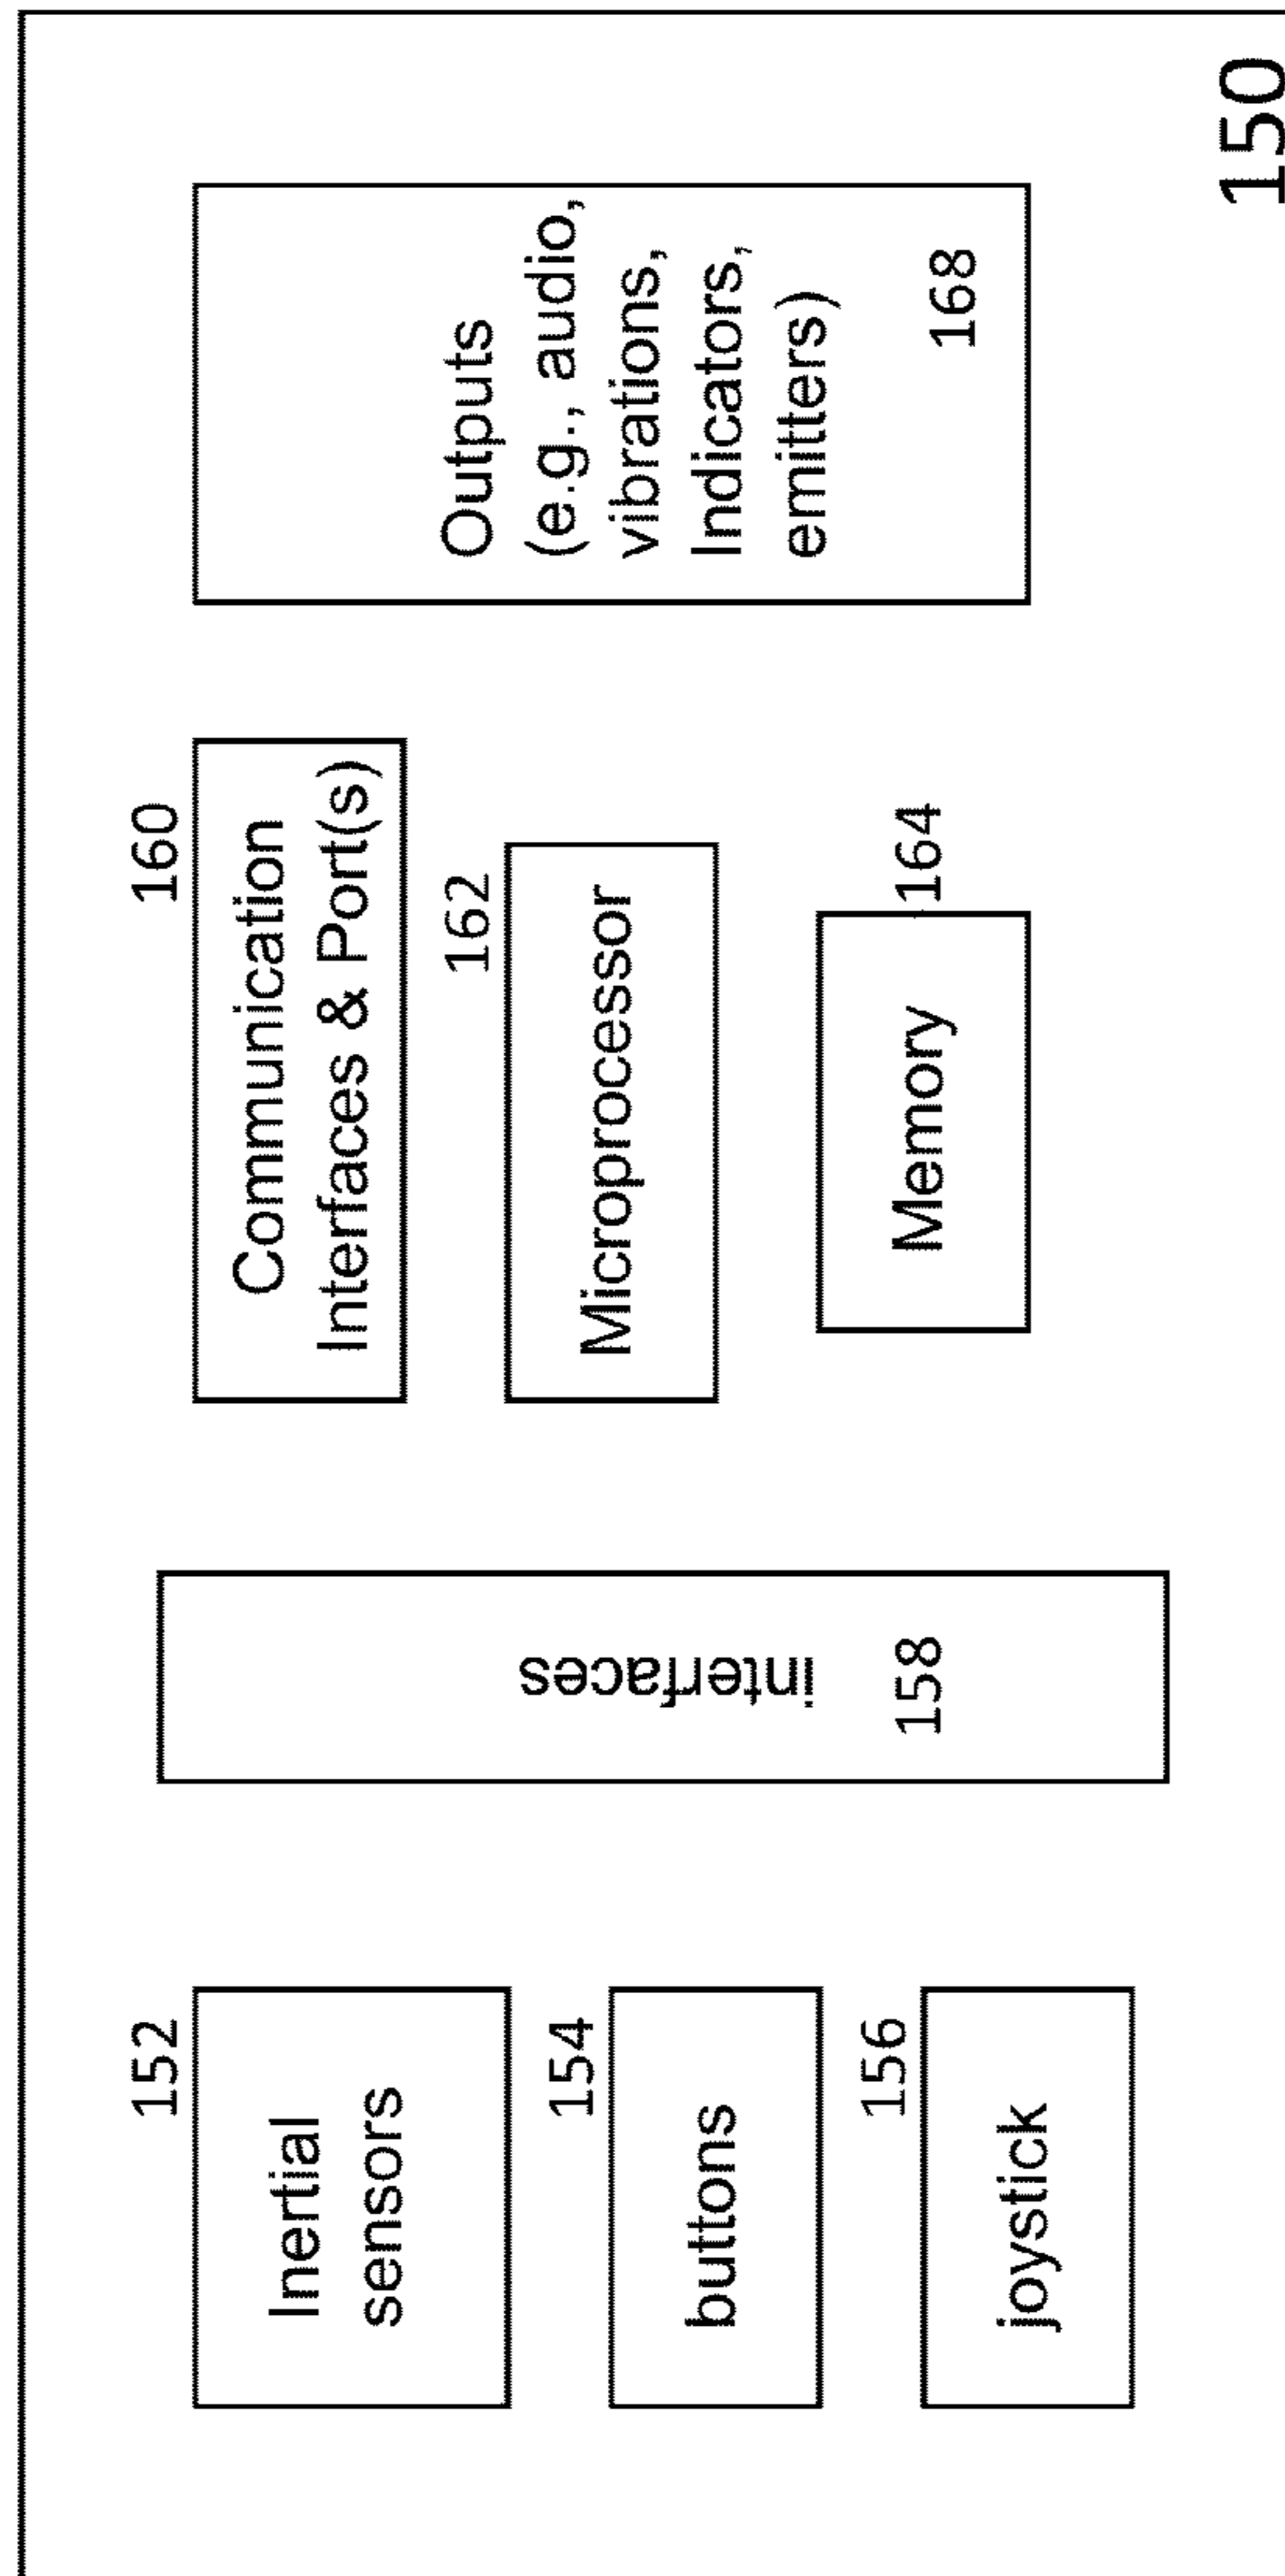 152
Inertial
sensors
154
buttons
156
joystick
interfaces
158
160
Communication
Interfaces & Port(s)
162
Microprocessor
164
Memory
Outputs
(e.g., audio,
vibrations,
Indicators,
emitters)
168
150